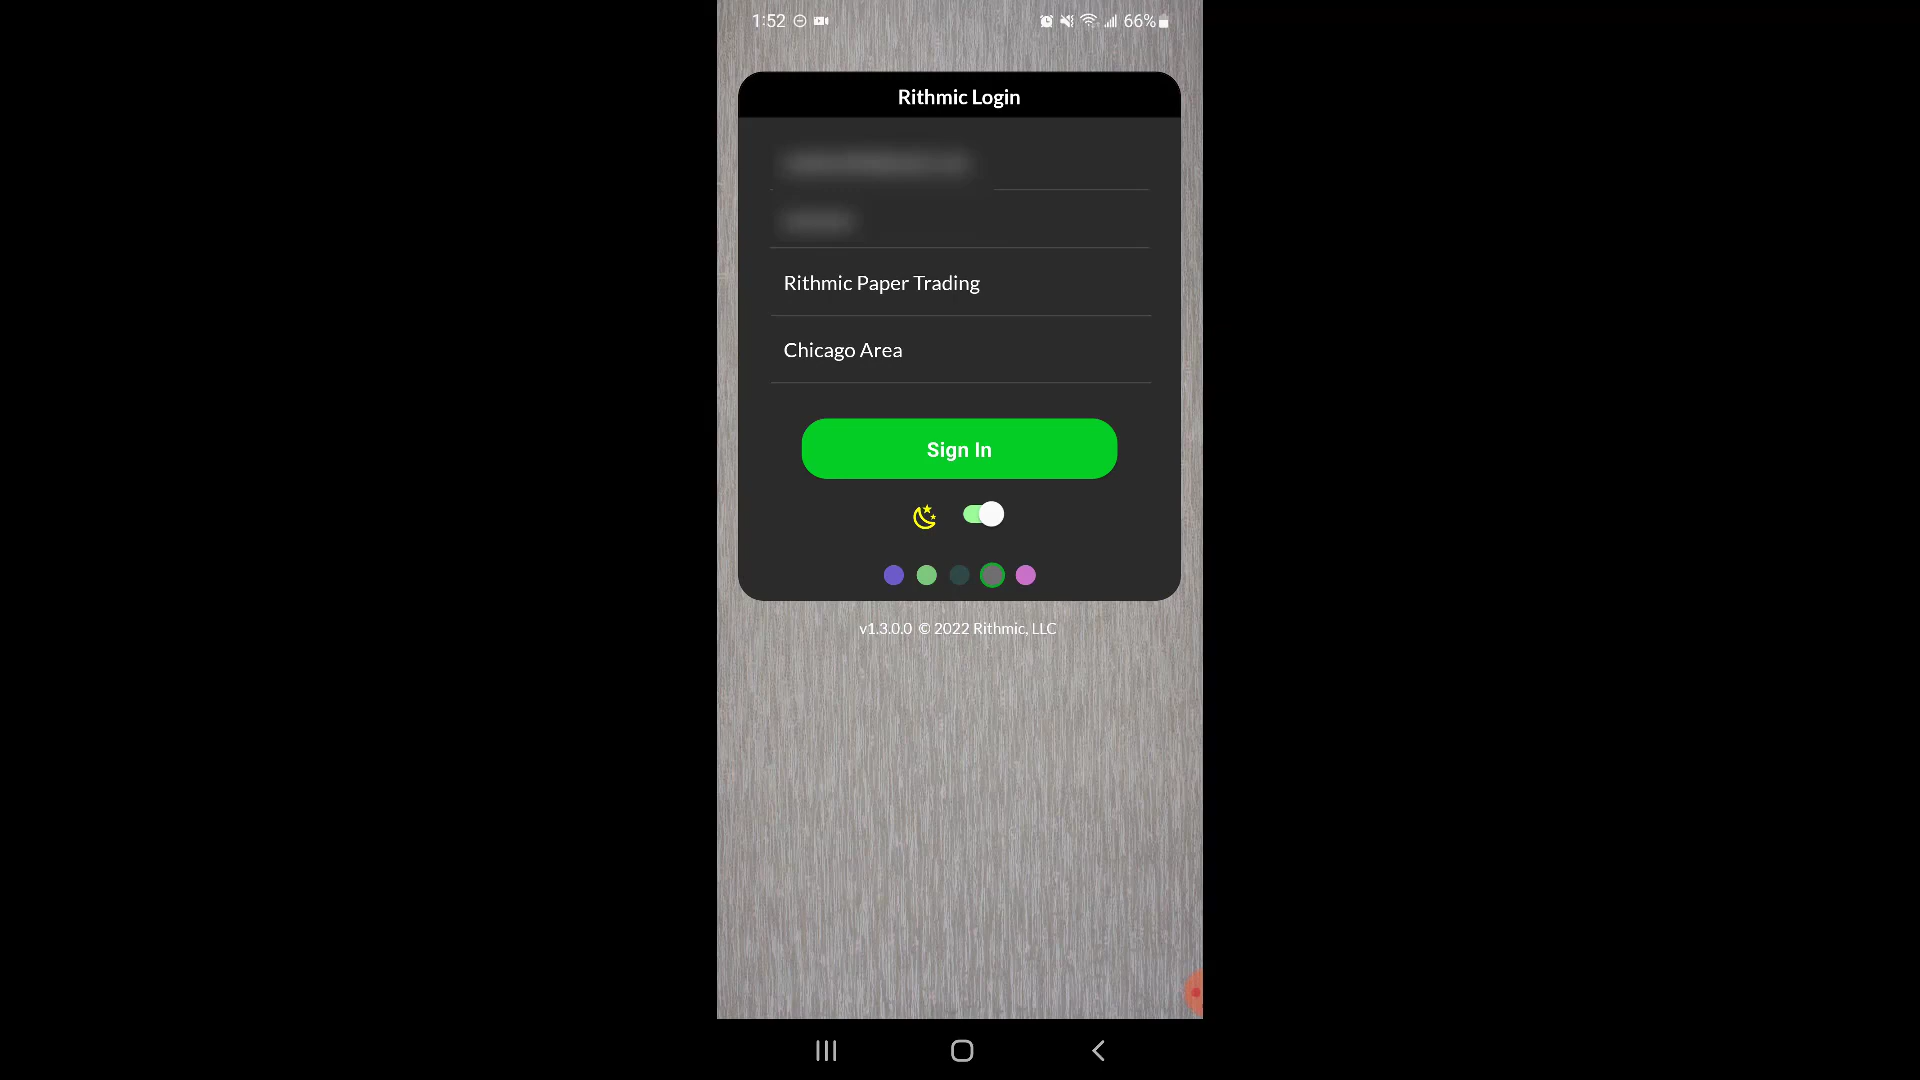 1:52
66%
Rithmic Login
Rithmic Paper Trading
Chicago Area
Sign In
v1.3.0.0 © 2022 Rithmic, LLC